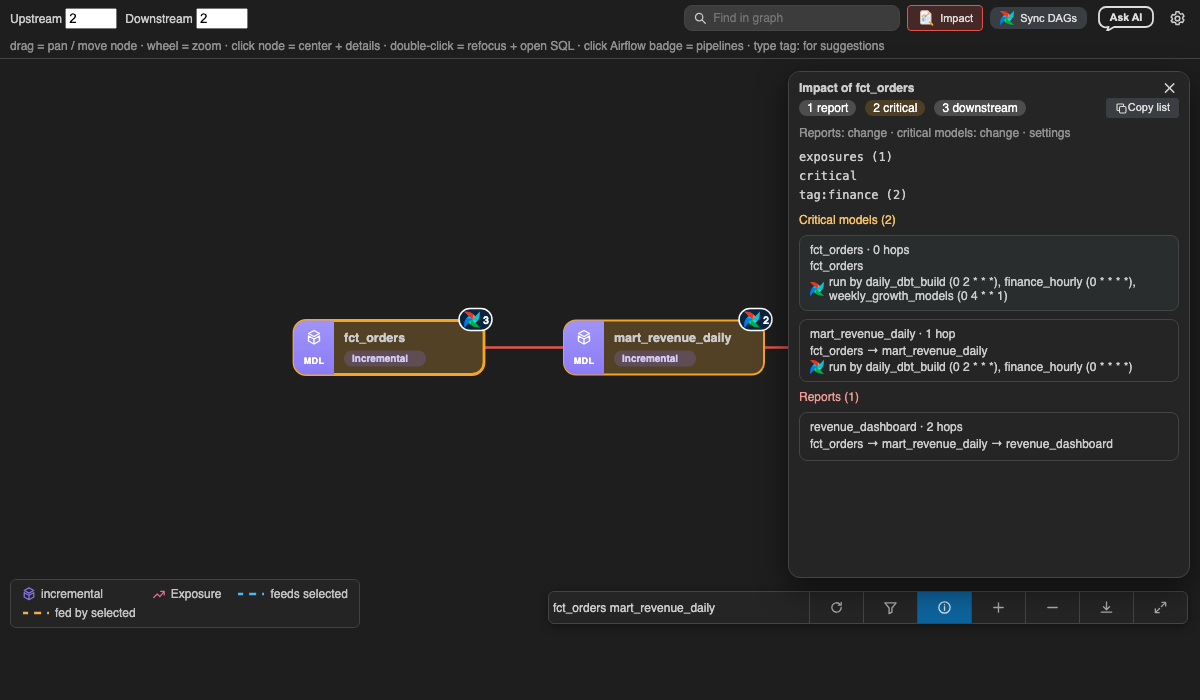 Upstream 2 Downstream 2 Find in graph Impact Sync DAGs Ask AI
drag = pan / move node · wheel = zoom · click node = center + details · double-click = refocus + open SQL · click Airflow badge = pipelines · type tag: for suggestions
Impact of fct_orders
1 report 2 critical 3 downstream Copy list
Reports: change · critical models: change · settings
exposures (1)
critical
tag:finance (2)
Critical models (2)
fct_orders · 0 hops
fct_orders
run by daily_dbt_build (0 2 * * *), finance_hourly (0 * * * *),
weekly_growth_models (0 4 * * 1)
mart_revenue_daily · 1 hop
fct_orders → mart_revenue_daily
run by daily_dbt_build (0 2 * * *), finance_hourly (0 * * * *)
Reports (1)
revenue_dashboard · 2 hops
fct_orders → mart_revenue_daily → revenue_dashboard
3
fct_orders
MDL Incremental
2
mart_revenue_daily
MDL Incremental
incremental Exposure feeds selected
fed by selected
fct_orders mart_revenue_daily